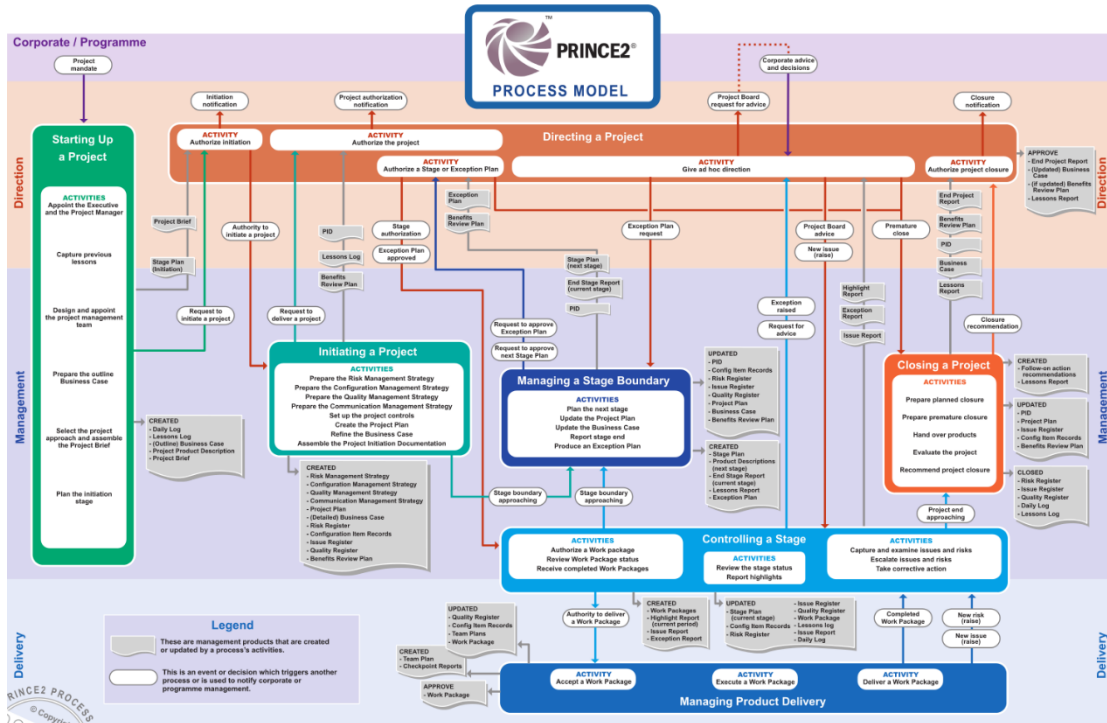 Corporate / Programme
Project
mandate
™
PRINCE2®
PROCESS MODEL
Corporate advice
and decisions
Initiation
notification
Project authorization
notification
Project Board
request for advice
Closure
notification
Direction
Direction
Starting Up
a Project
ACTIVITIES
Appoint the Executive
and the Project Manager
Capture previous
lessons
Design and appoint
the project management
team
Prepare the outline
Business Case
Select the project
approach and assemble
the Project Brief
Plan the initiation
stage
Directing a Project
ACTIVITY
Authorize initiation
ACTIVITY
Authorize the project
ACTIVITY
Authorize a Stage or Exception Plan
ACTIVITY
Give ad hoc direction
ACTIVITY
Authorize project closure
APPROVE
- End Project Report
- (Updated) Business
Case
- (if updated) Benefits
Review Plan
- Lessons Report
Project Brief
Stage Plan
(Initiation)
Authority to
initiate a project
Request to
initiate a project
PID
Lessons Log
Benefits
Review Plan
Request to
deliver a project
Stage
authorization
Exception Plan
approved
Exception
Plan
Benefits
Review Plan
Stage Plan
(next stage)
End Stage Report
(current stage)
PID
Exception Plan
request
Project Board
advice
New issue
(raise)
Premature
close
End Project
Report
Benefits
Review Plan
PID
Business
Case
Lessons
Report
Exception
raised
Request for
advice
Highlight
Report
Exception
Report
Issue Report
Closure
recommendation
Request to approve
Exception Plan
Request to approve
next Stage Plan
Management
Management
Initiating a Project
ACTIVITIES
Prepare the Risk Management Strategy
Prepare the Configuration Management Strategy
Prepare the Quality Management Strategy
Prepare the Communication Management Strategy
Set up the project controls
Create the Project Plan
Refine the Business Case
Assemble the Project Initiation Documentation
Managing a Stage Boundary
ACTIVITIES
Plan the next stage
Update the Project Plan
Update the Business Case
Report stage end
Produce an Exception Plan
UPDATED
- PID
- Config Item Records
- Risk Register
- Issue Register
- Quality Register
- Project Plan
- Business Case
- Benefits Review Plan
CREATED
- Stage Plan
- Product Descriptions
(next stage)
- End Stage Report
(current stage)
- Lessons Report
- Exception Plan
Closing a Project
ACTIVITIES
Prepare planned closure
Prepare premature closure
Hand over products
Evaluate the project
Recommend project closure
CREATED
- Follow-on action
recommendations
- Lessons Report
UPDATED
- PID
- Project Plan
- Issue Register
- Config Item Records
- Benefits Review Plan
CLOSED
- Risk Register
- Issue Register
- Quality Register
- Daily Log
- Lessons Log
CREATED
- Daily Log
- Lessons Log
- (Outline) Business Case
- Project Product Description
- Project Brief
CREATED
- Risk Management Strategy
- Configuration Management Strategy
- Quality Management Strategy
- Communication Management Strategy
- Project Plan
- (Detailed) Business Case
- Risk Register
- Configuration Item Records
- Issue Register
- Quality Register
- Benefits Review Plan
Stage boundary
approaching
Stage boundary
approaching
Project end
approaching
Controlling a Stage
ACTIVITIES
Authorize a Work package
Review Work Package status
Receive completed Work Packages
ACTIVITIES
Review the stage status
Report highlights
ACTIVITIES
Capture and examine issues and risks
Escalate issues and risks
Take corrective action
Delivery
Delivery
Legend
These are management products that are created
or updated by a process's activities.
This is an event or decision which triggers another
process or is used to notify corporate or
programme management.
UPDATED
- Quality Register
- Config Item Records
- Team Plans
- Work Package
CREATED
- Team Plan
- Checkpoint Reports
APPROVE
- Work Package
Authority to deliver
a Work Package
CREATED
- Work Packages
- Highlight Report
(current period)
- Issue Report
- Exception Report
UPDATED
- Stage Plan
(current stage)
- Config Item Records
- Risk Register
- Issue Register
- Quality Register
- Work Package
- Lessons log
- Issue Report
- Daily Log
Completed
Work Package
New risk
(raise)
New issue
(raise)
ACTIVITY
Accept a Work Package
ACTIVITY
Execute a Work Package
ACTIVITY
Deliver a Work Package
Managing Product Delivery
RINCE2 PROCESS